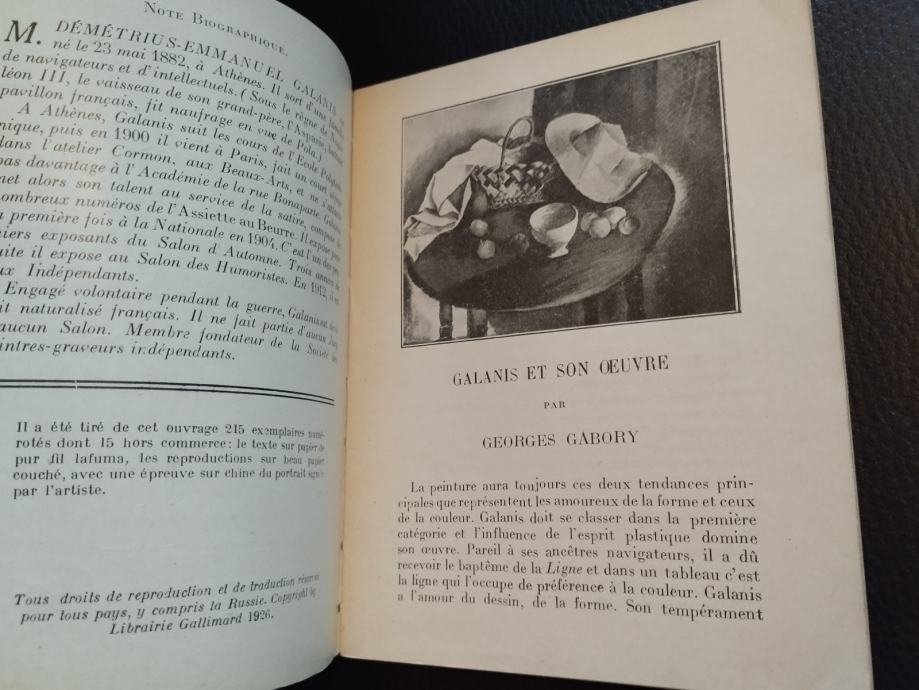 NOTE BIOGRAPHIQUE.
M. DÉMÉTRIUS-EMMANUEL GALANIS
né le 23 mai 1882, à Athènes. Il sort d'une
de navigateurs et d'intellectuels. (Sous le règne de
léon III, le vaisseau de son grand-père, l'Aspasie,
pavillon français, fit naufrage en vue de Pola.)
A Athènes, Galanis suit les cours de l'Ecole
nique, puis en 1900 il vient à Paris, fait un court
dans l'atelier Cormon, aux Beaux-Arts, et ne
pas davantage à l'Académie de la rue Bonaparte. Galanis
met alors son talent au service de la satire, compose
nombreux numéros de l'Assiette au Beurre. Il expose pour
la première fois à la Nationale en 1904. C'est l'un des
miers exposants du Salon d'Automne. Trois années
uite il expose au Salon des Humoristes. En 1912, il
ux Indépendants.
Engagé volontaire pendant la guerre, Galanis est
it naturalisé français. Il ne fait partie d'aucun
aucun Salon. Membre fondateur de la Société
intres-graveurs indépendants.
Il a été tiré de cet ouvrage 215 exemplaires numé-
rotés dont 15 hors commerce: le texte sur papier de
pur fil lafuma, les reproductions sur beau papier
couché, avec une épreuve sur chine du portrait signée
par l'artiste.
Tous droits de reproduction et de traduction réservés
pour tous pays, y compris la Russie. Copyright by
Librairie Gallimard 1926.
GALANIS ET SON ŒUVRE
PAR
GEORGES GABORY
La peinture aura toujours ces deux tendances prin-
cipales que représentent les amoureux de la forme et ceux
de la couleur. Galanis doit se classer dans la première
catégorie et l'influence de l'esprit plastique domine
son œuvre. Pareil à ses ancêtres navigateurs, il a dû
recevoir le baptême de la Ligne et dans un tableau c'est
la ligne qui l'occupe de préférence à la couleur. Galanis
a l'amour du dessin, de la forme. Son tempérament